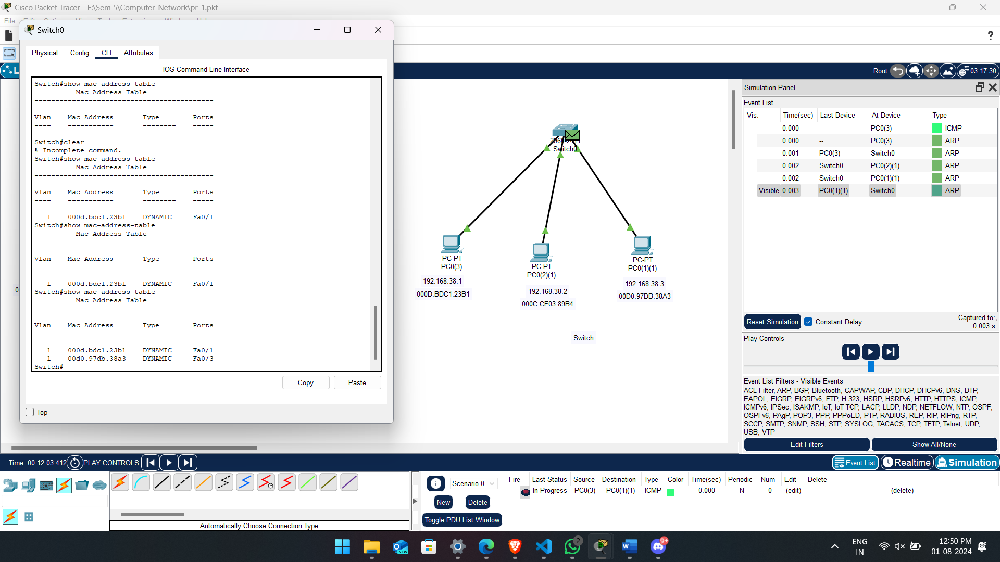 Cisco Packet Tracer - E:\Sem 5\Computer_Network\pr-1.pkt
File Edit Options View Tools Extensions Window Help
Switch0
Physical Config CLI Attributes
IOS Command Line Interface
Switch#show mac-address-table
Mac Address Table
-------------------------------------------
Vlan Mac Address Type Ports
---- ----------- -------- -----
Switch#clear
% Incomplete command.
Switch#show mac-address-table
Mac Address Table
-------------------------------------------
Vlan Mac Address Type Ports
---- ----------- -------- -----
1 000d.bdc1.23b1 DYNAMIC Fa0/1
Switch#show mac-address-table
Mac Address Table
-------------------------------------------
Vlan Mac Address Type Ports
---- ----------- -------- -----
1 000d.bdc1.23b1 DYNAMIC Fa0/1
Switch#show mac-address-table
Mac Address Table
-------------------------------------------
Vlan Mac Address Type Ports
---- ----------- -------- -----
1 000d.bdc1.23b1 DYNAMIC Fa0/1
1 00d0.97db.38a3 DYNAMIC Fa0/3
Switch#
Copy Paste
Top
Root 03:17:30
2960-24TT
Switch0
PC-PT
PC0(3)
192.168.38.1
000D.BDC1.23B1
PC-PT
PC0(2)(1)
192.168.38.2
000C.CF03.89B4
PC-PT
PC0(1)(1)
192.168.38.3
00D0.97DB.38A3
Switch
Simulation Panel
Event List
Vis. Time(sec) Last Device At Device Type
0.000 -- PC0(3) ICMP
0.000 -- PC0(3) ARP
0.001 PC0(3) Switch0 ARP
0.002 Switch0 PC0(2)(1) ARP
0.002 Switch0 PC0(1)(1) ARP
Visible 0.003 PC0(1)(1) Switch0 ARP
Reset Simulation Constant Delay
Captured to:
0.003 s
Play Controls
Event List Filters - Visible Events
ACL Filter, ARP, BGP, Bluetooth, CAPWAP, CDP, DHCP, DHCPv6, DNS, DTP,
EAPOL, EIGRP, EIGRPv6, FTP, H.323, HSRP, HSRPv6, HTTP, HTTPS, ICMP,
ICMPv6, IPSec, ISAKMP, IoT, IoT TCP, LACP, LLDP, NDP, NETFLOW, NTP, OSPF,
OSPFv6, PAgP, POP3, PPP, PPPoED, PTP, RADIUS, REP, RIP, RIPng, RTP,
SCCP, SMTP, SNMP, SSH, STP, SYSLOG, TACACS, TCP, TFTP, Telnet, UDP,
USB, VTP
Edit Filters Show All/None
Time: 00:12:03.412 PLAY CONTROLS:
Event List Realtime Simulation
Automatically Choose Connection Type
Scenario 0
New Delete
Toggle PDU List Window
Fire Last Status Source Destination Type Color Time(sec) Periodic Num Edit Delete
In Progress PC0(3) PC0(1)(1) ICMP 0.000 N 0 (edit) (delete)
NEW
2
9+
ENG
IN
12:50 PM
01-08-2024